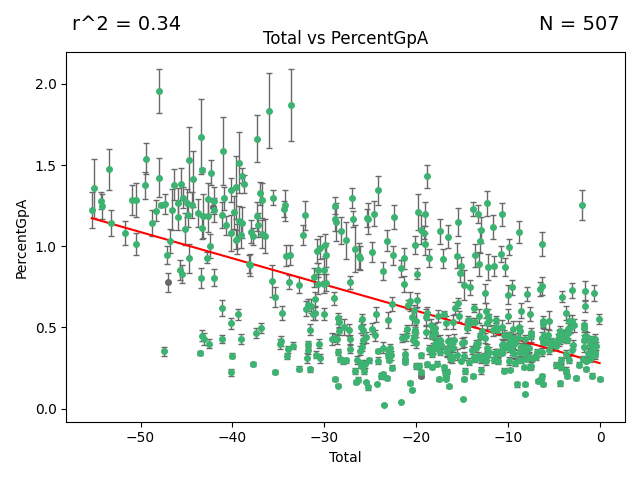 r^2 = 0.34
N = 507
Total vs PercentGpA
PercentGpA
2.0
1.5
1.0
0.5
0.0
−50
−40
−30
−20
−10
0
Total